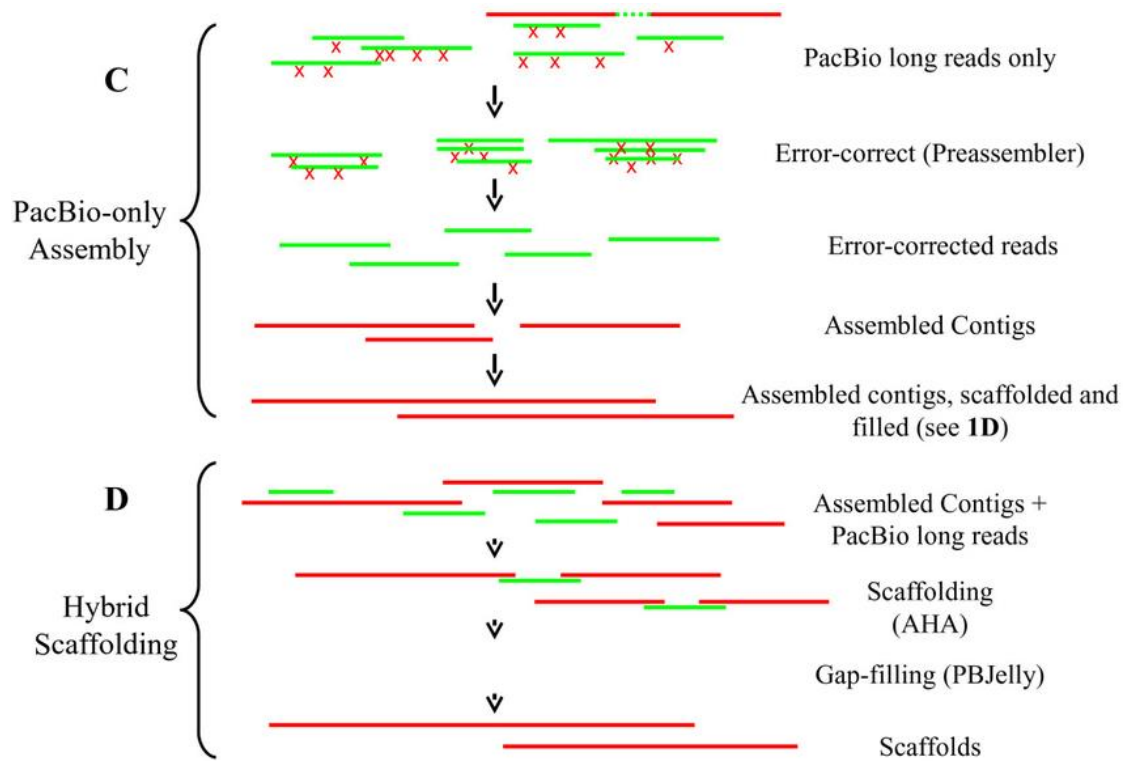 C
PacBio long reads only
Error-correct (Preassembler)
PacBio-only
Assembly
Error-corrected reads
Assembled Contigs
Assembled contigs, scaffolded and
filled (see 1D)
D
Assembled Contigs +
PacBio long reads
Hybrid
Scaffolding
Scaffolding
(AHA)
Gap-filling (PBJelly)
Scaffolds